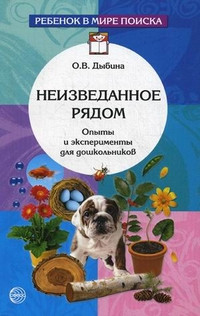 РЕБЕНОК В МИРЕ ПОИСКА
О.В. Дыбина
НЕИЗВЕДАННОЕ
РЯДОМ
Опыты
и эксперименты
для дошкольников